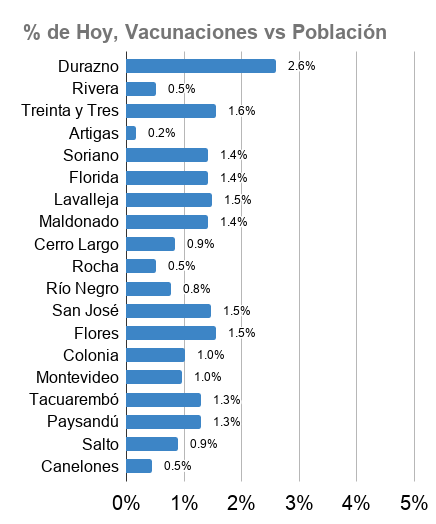 % de Hoy, Vacunaciones vs Población
Durazno 2.6%
Rivera 0.5%
Treinta y Tres 1.6%
Artigas 0.2%
Soriano 1.4%
Florida 1.4%
Lavalleja 1.5%
Maldonado 1.4%
Cerro Largo 0.9%
Rocha 0.5%
Río Negro 0.8%
San José 1.5%
Flores 1.5%
Colonia 1.0%
Montevideo 1.0%
Tacuarembó 1.3%
Paysandú 1.3%
Salto 0.9%
Canelones 0.5%
0% 1% 2% 3% 4% 5%